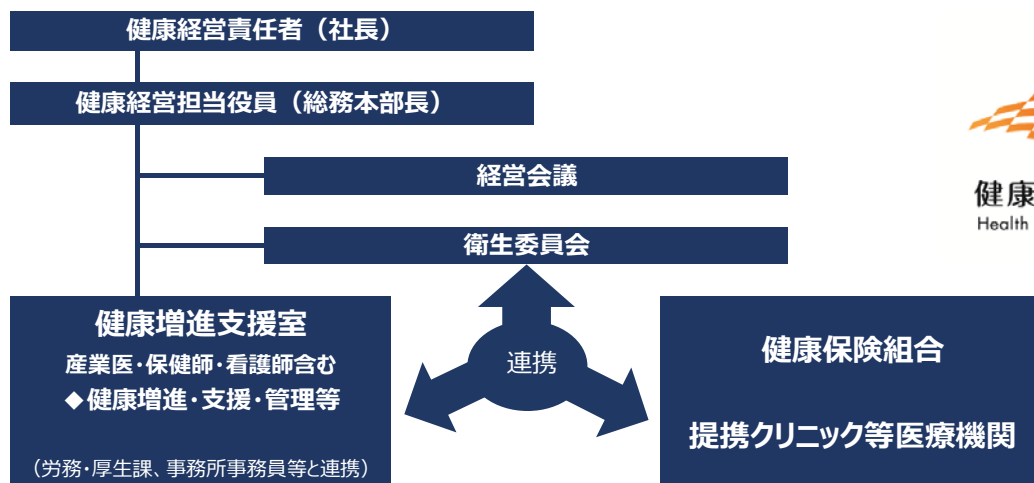 健康経営責任者（社長）
健康経営担当役員（総務本部長）
経営会議
衛生委員会
健康増進支援室
産業医・保健師・看護師含む
◆健康増進・支援・管理等
（労務・厚生課、事務所事務員等と連携）
連携
健康保険組合
提携クリニック等医療機関
健康
Health